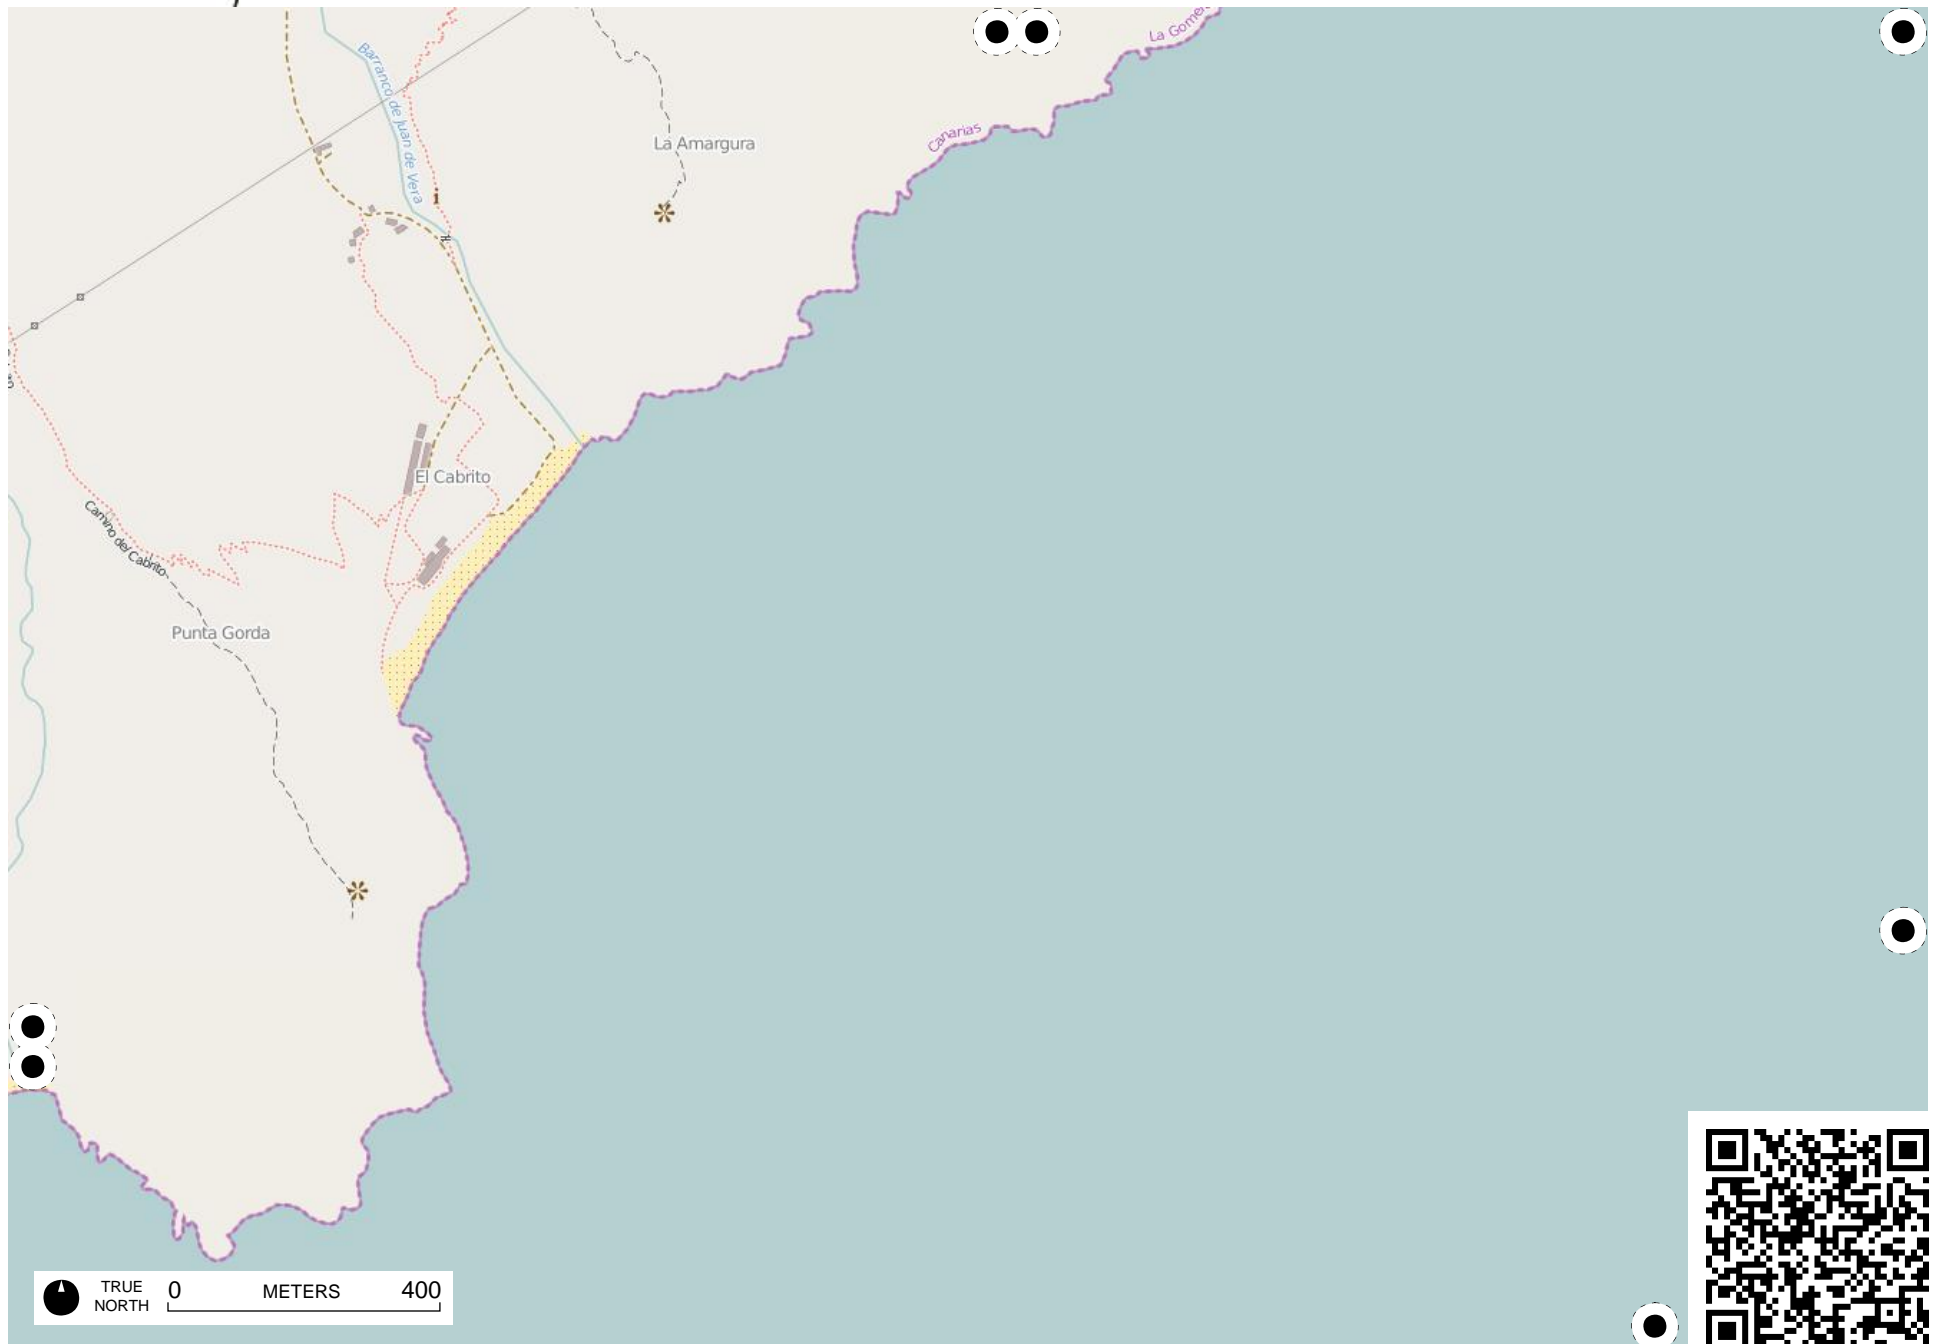 La Gome
Canarias
Barranco de Juan de Vera
La Amargura
i
El Cabrito
Camino del Cabrito
Punta Gorda
TRUE NORTH
0 METERS 400